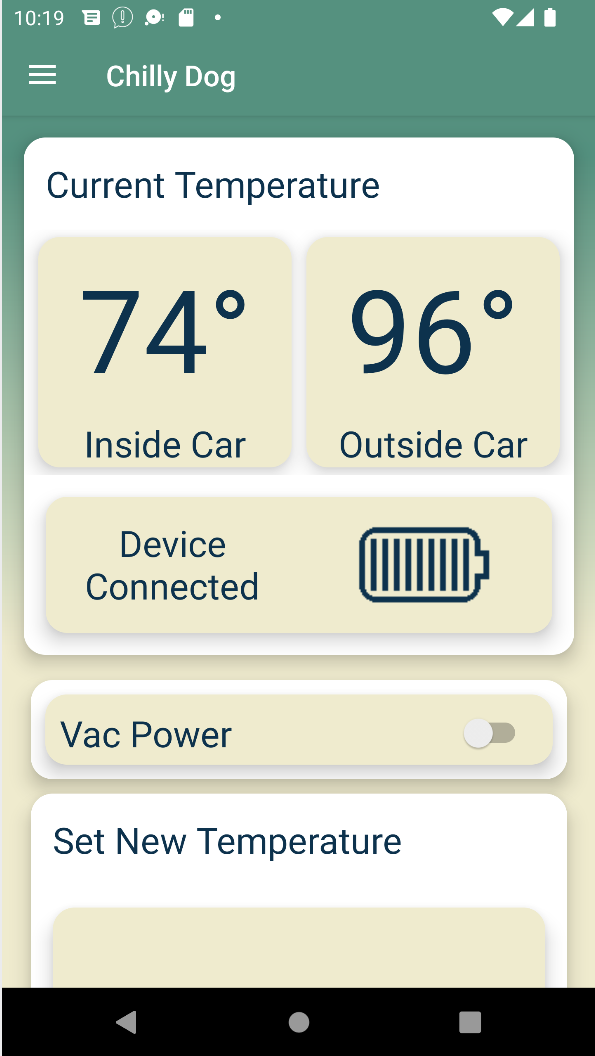 10:19
Chilly Dog
Current Temperature
74° 96°
Inside Car Outside Car
Device
Connected
Vac Power
Set New Temperature